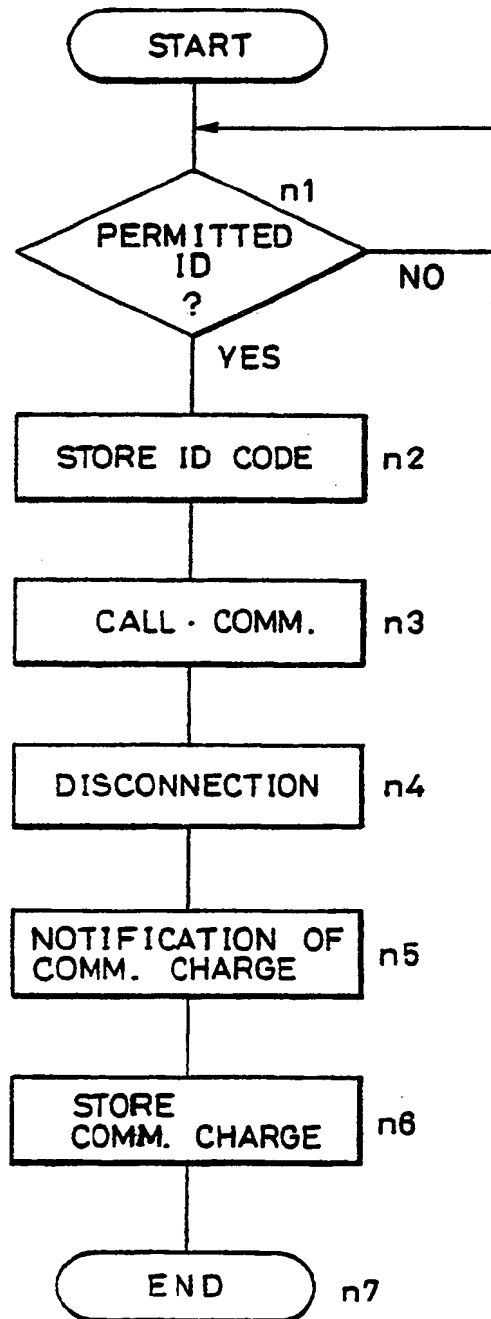 START
n1
PERMITTED
ID
?
NO
YES
STORE ID CODE
n2
CALL · COMM.
n3
DISCONNECTION
n4
NOTIFICATION OF
COMM. CHARGE
n5
STORE
COMM. CHARGE
n6
END
n7